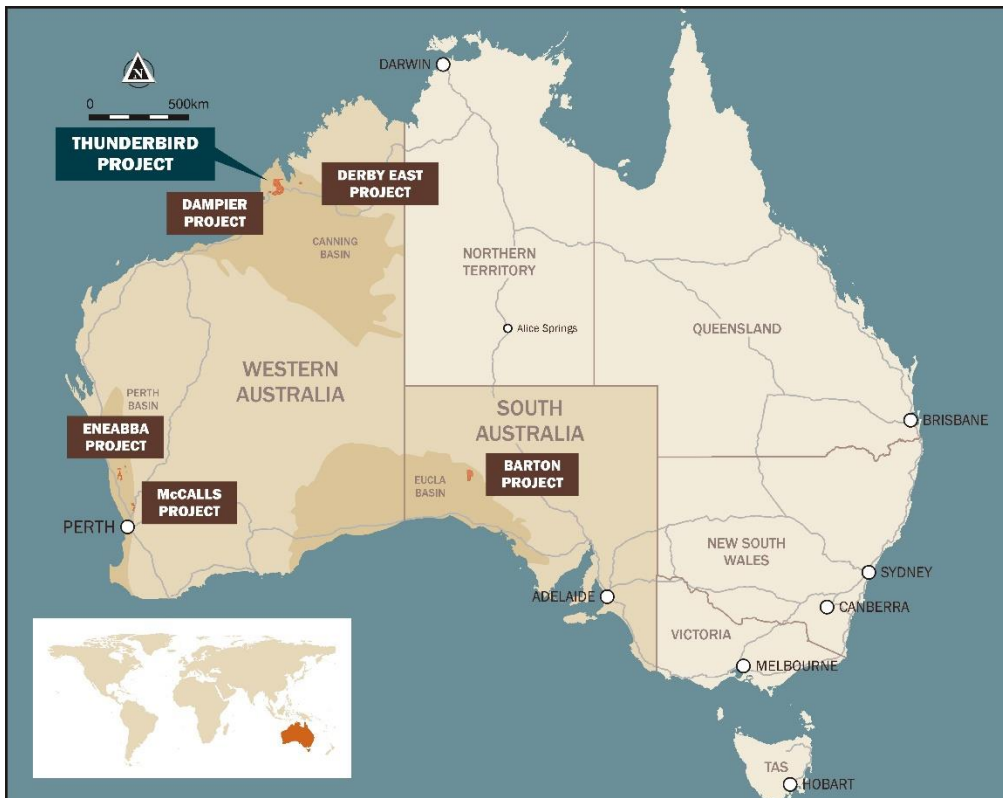 DARWIN
N
0 500km
THUNDERBIRD
PROJECT
DERBY EAST
PROJECT
DAMPIER
PROJECT
CANNING
BASIN
NORTHERN
TERRITORY
Alice Springs
QUEENSLAND
WESTERN
AUSTRALIA
PERTH
BASIN
SOUTH
AUSTRALIA
ENEABBA
PROJECT
BRISBANE
EUCLA
BASIN
BARTON
PROJECT
McCALLS
PROJECT
PERTH
NEW SOUTH
WALES
SYDNEY
ADELAIDE
CANBERRA
VICTORIA
MELBOURNE
TAS
HOBART